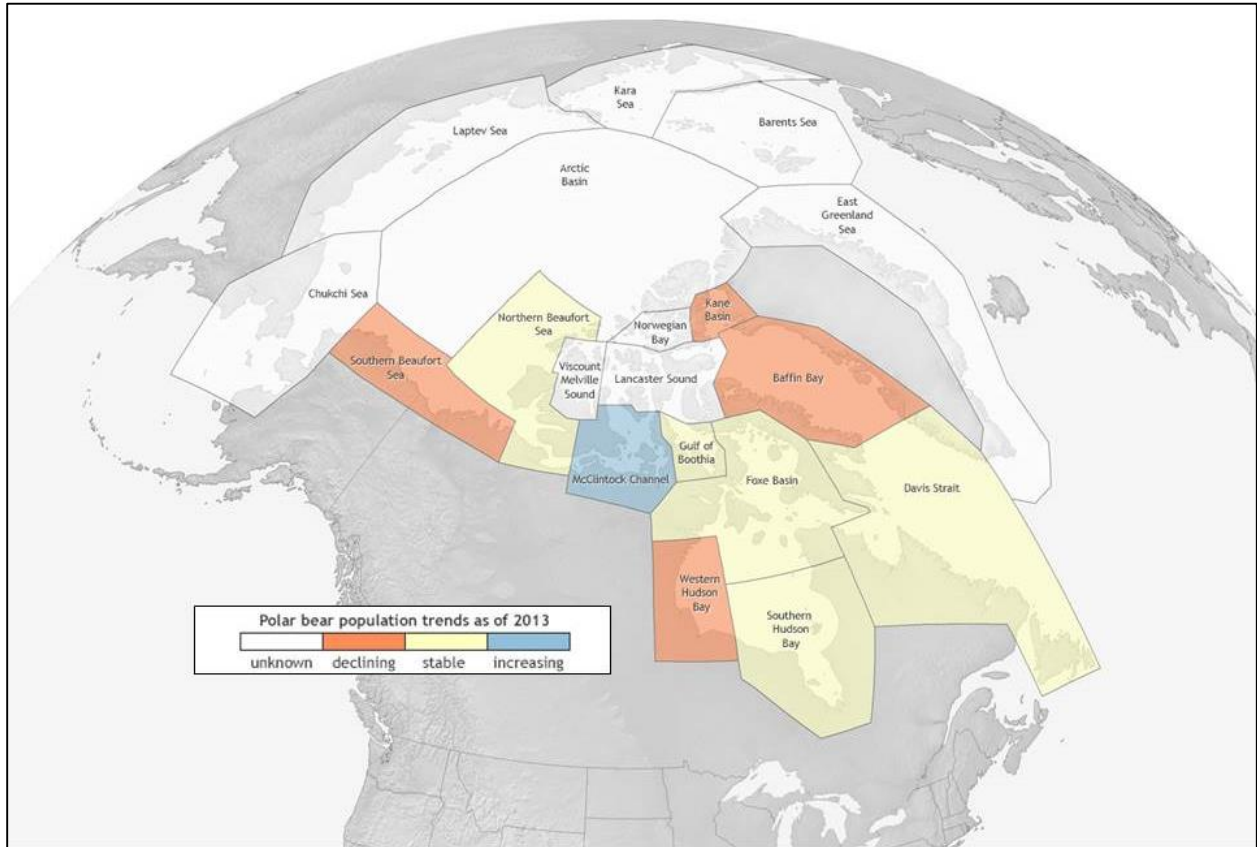 Kara
Sea
Laptev Sea
Barents Sea
Arctic
Basin
East
Greenland
Sea
Chukchi Sea
Northern Beaufort
Sea
Norwegian
Bay
Kane
Basin
Southern Beaufort
Sea
Viscount
Melville
Sound
Lancaster Sound
Baffin Bay
McClintock Channel
Gulf of
Boothia
Foxe Basin
Davis Strait
Western
Hudson
Bay
Southern
Hudson
Bay
Polar bear population trends as of 2013
unknown declining stable increasing